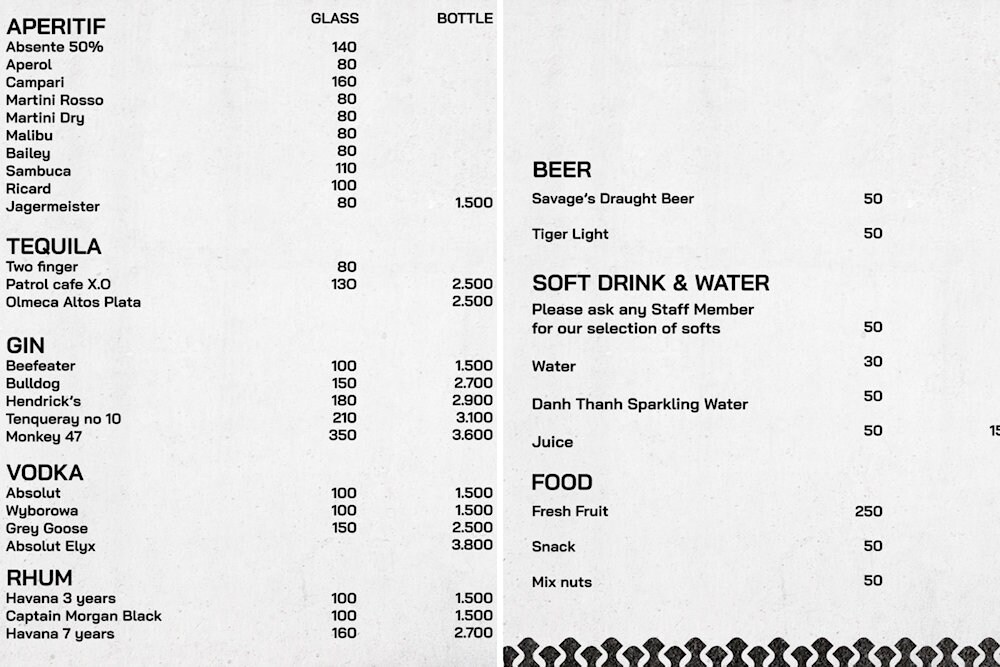 GLASS BOTTLE
APERITIF
Absente 50% 140
Aperol 80
Campari 160
Martini Rosso 80
Martini Dry 80
Malibu 80
Bailey 80
Sambuca 110
Ricard 100
Jagermeister 80 1.500
TEQUILA
Two finger 80
Patrol cafe X.O 130 2.500
Olmeca Altos Plata 2.500
GIN
Beefeater 100 1.500
Bulldog 150 2.700
Hendrick's 180 2.900
Tenqueray no 10 210 3.100
Monkey 47 350 3.600
VODKA
Absolut 100 1.500
Wyborowa 100 1.500
Grey Goose 150 2.500
Absolut Elyx 3.800
RHUM
Havana 3 years 100 1.500
Captain Morgan Black 100 1.500
Havana 7 years 160 2.700
BEER
Savage's Draught Beer 50
Tiger Light 50
SOFT DRINK & WATER
Please ask any Staff Member
for our selection of softs 50
Water 30
Danh Thanh Sparkling Water 50
Juice 50
FOOD
Fresh Fruit 250
Snack 50
Mix nuts 50